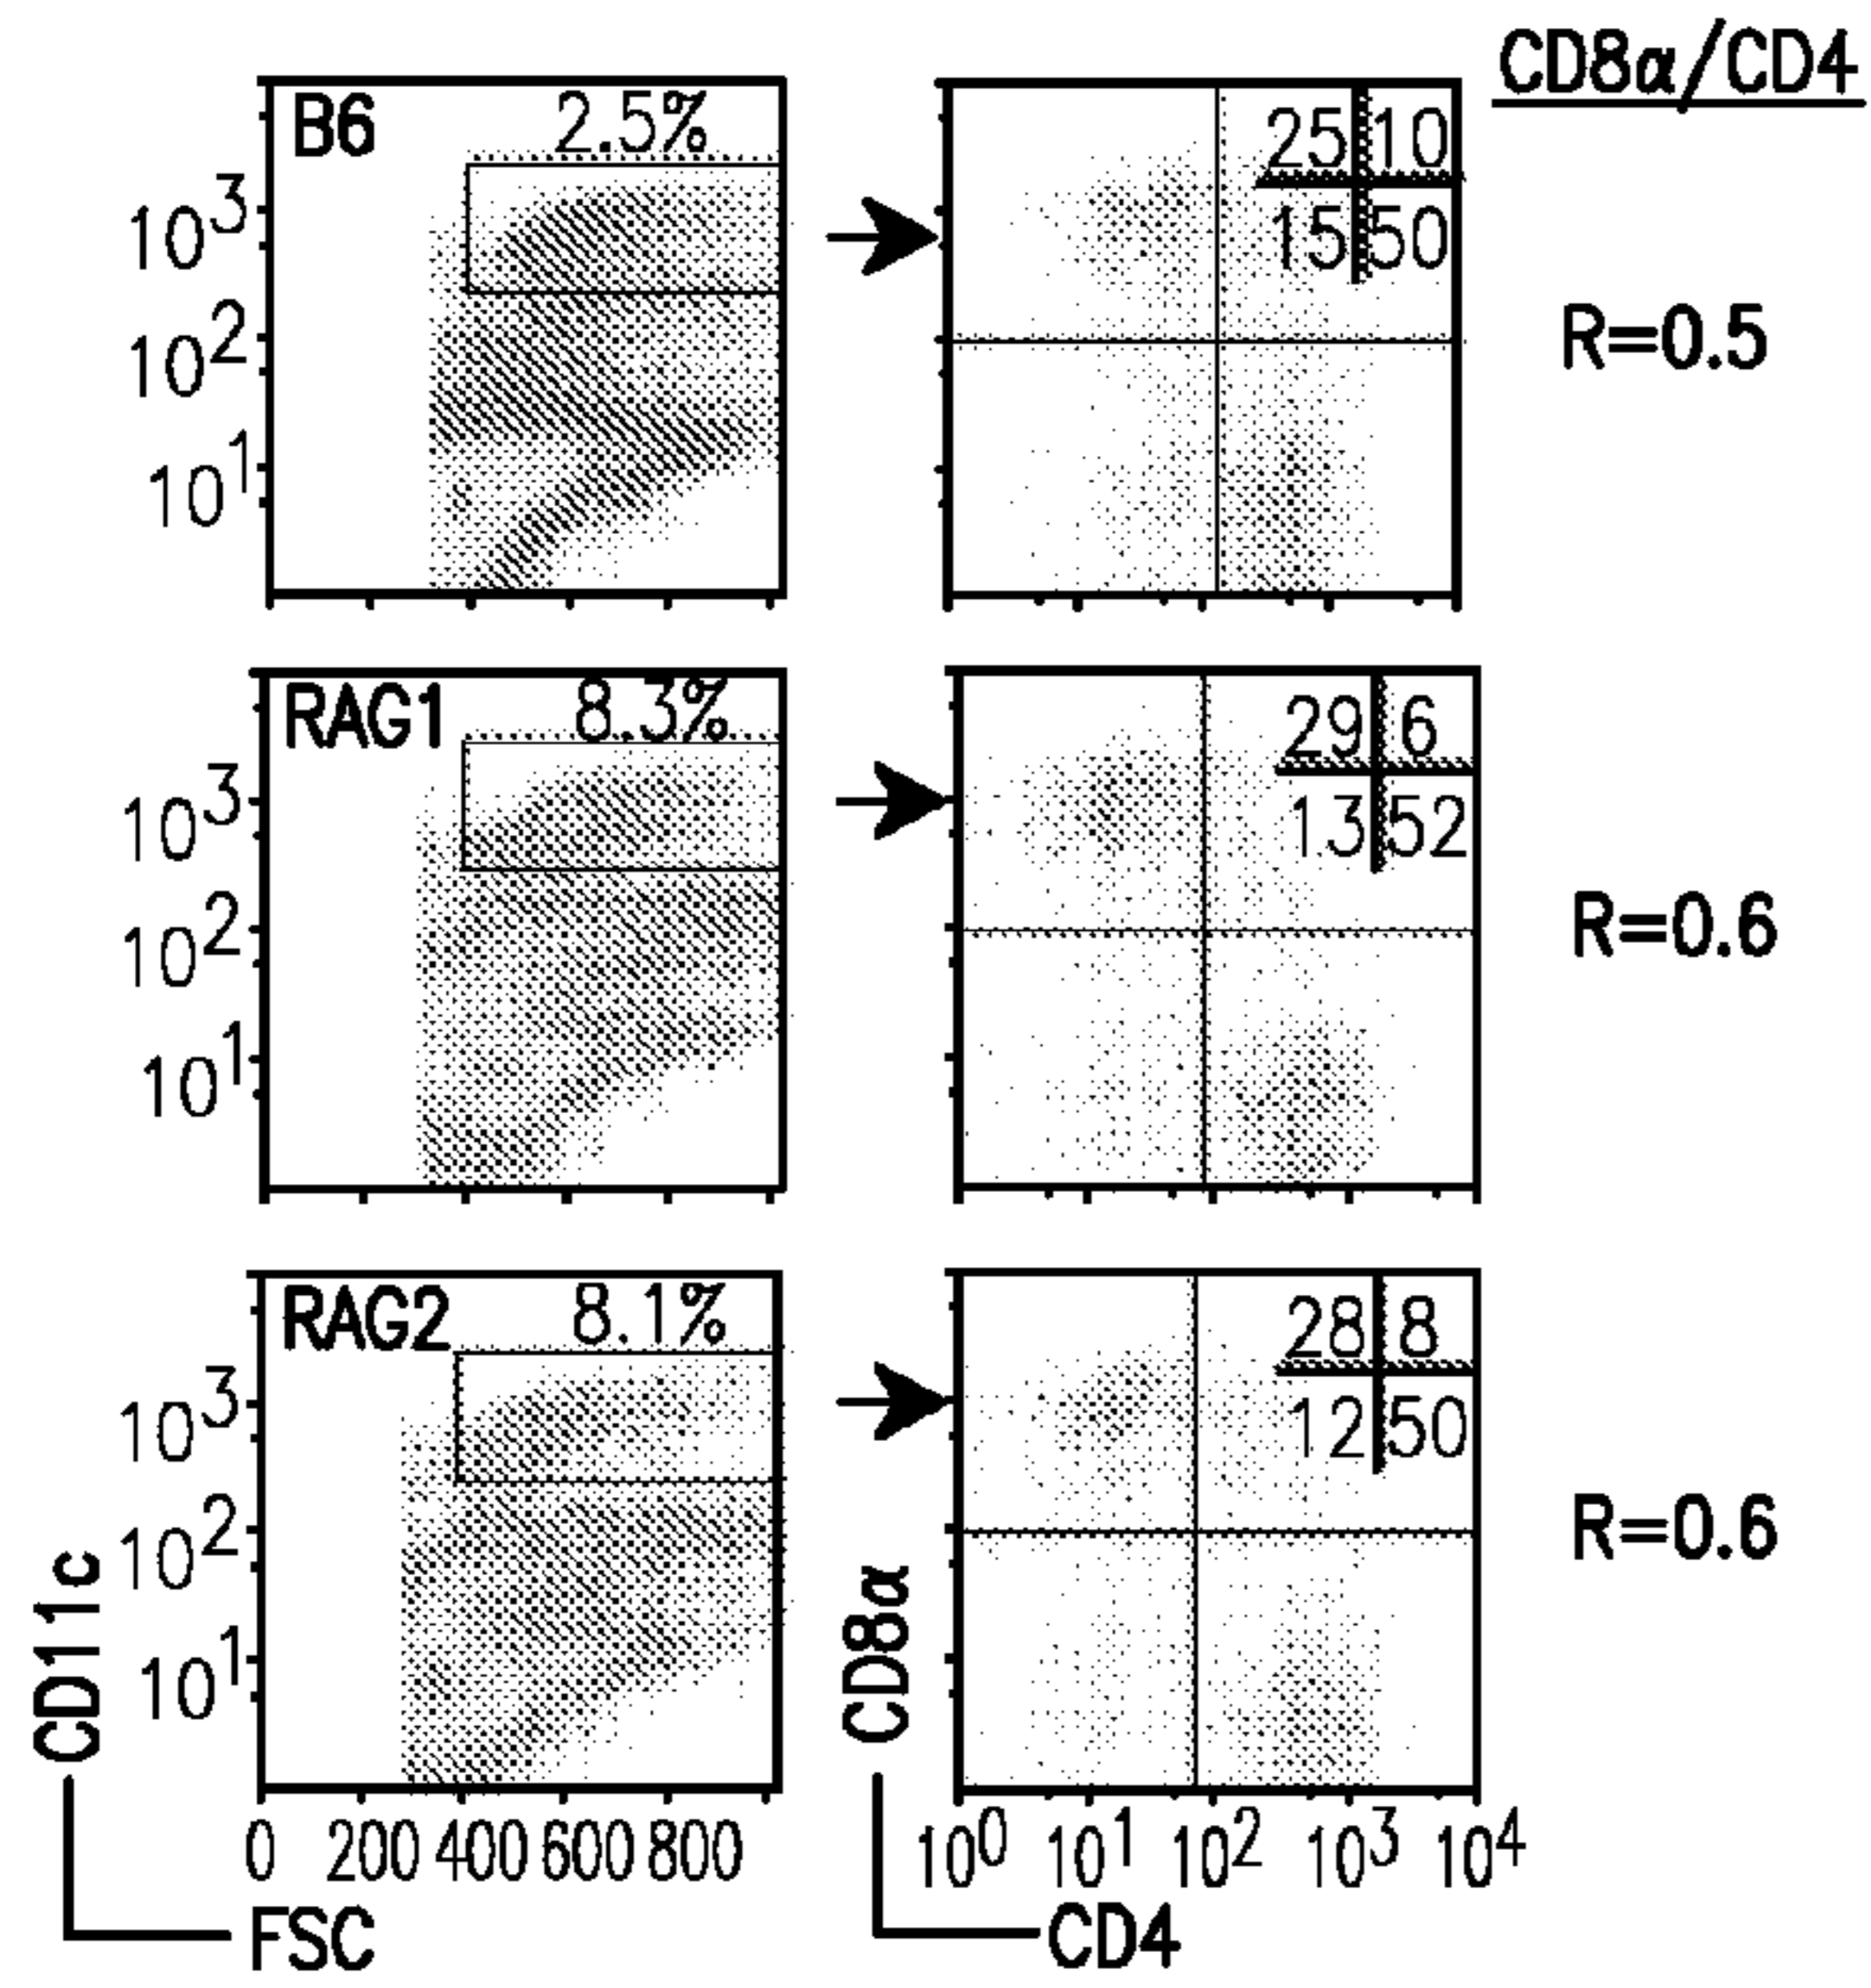 CD8α/CD4
B6 2.5%
25 10
15 50
10³
10²
10¹
R=0.5
RAG1 8.3%
29 6
13 52
10³
10²
10¹
R=0.6
RAG2 8.1%
28 8
12 50
10³
10²
10¹
R=0.6
CD11c
CD8α
0 200 400 600 800
10⁰ 10¹ 10² 10³ 10⁴
FSC
CD4